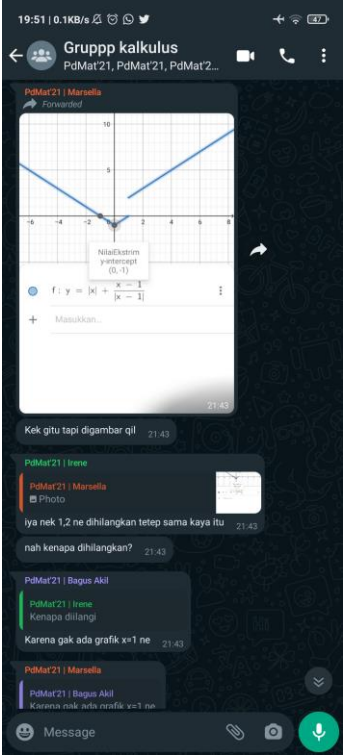 19:51 | 0.1KB/s
47
Gruppp kalkulus
PdMat'21, PdMat'21, PdMat'2...
PdMat'21 | Marsella
Forwarded
10
5
-6 -4 -2 0 2 4 6 8
NilaiEkstrim
y-intercept
(0, -1)
f : y = |x| + x − 1 / |x − 1|
Masukkan...
21:43
Kek gitu tapi digambar qil 21:43
PdMat'21 | Irene
PdMat'21 | Marsella
Photo
iya nek 1,2 ne dihilangkan tetep sama kaya itu 21:43
nah kenapa dihilangkan? 21:43
PdMat'21 | Bagus Akil
PdMat'21 | Irene
Kenapa diilangi
Karena gak ada grafik x=1 ne 21:43
PdMat'21 | Marsella
PdMat'21 | Bagus Akil
Karena gak ada grafik x=1 ne
Message